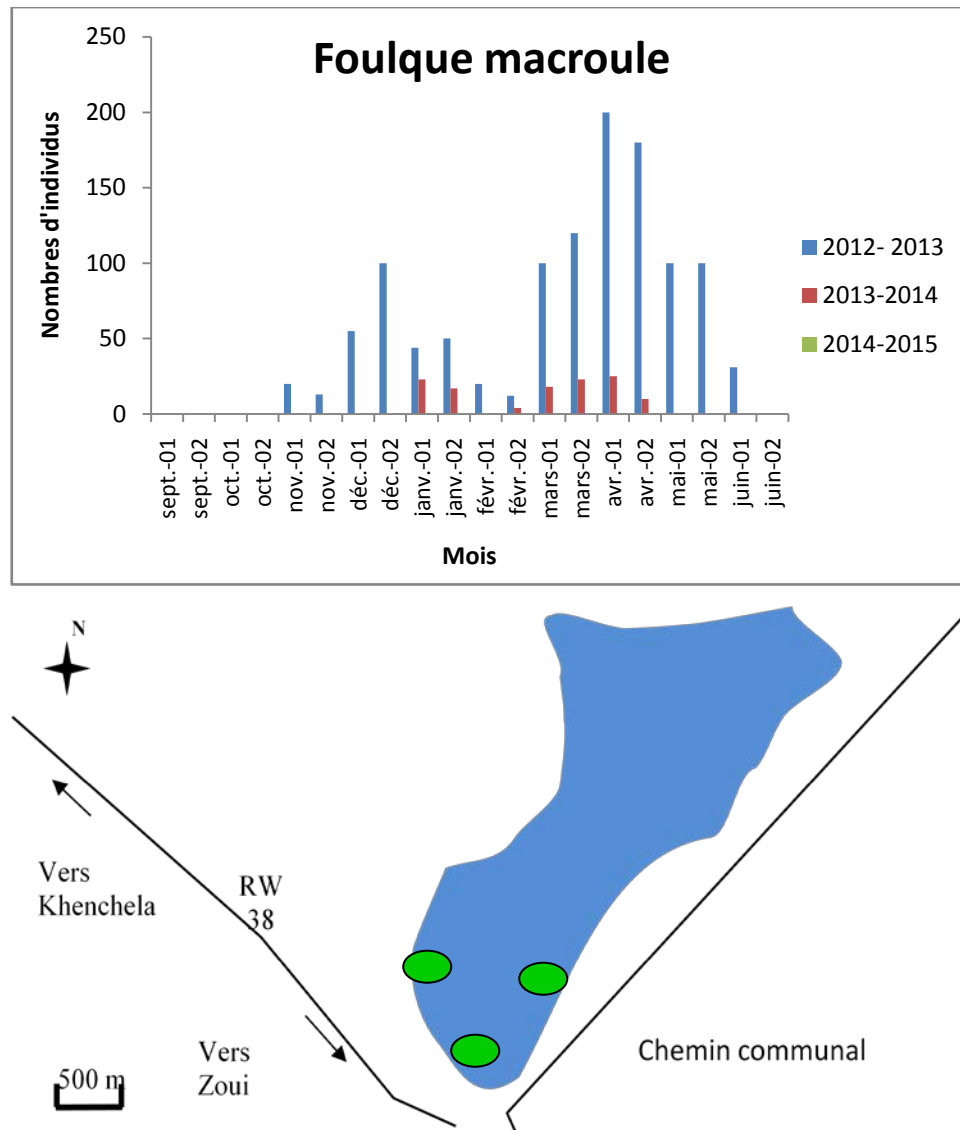 Foulque macroule
250
200
150
100
50
0
Nombres d'individus
sept.-01
sept.-02
oct.-01
oct.-02
nov.-01
nov.-02
déc.-01
déc.-02
janv.-01
janv.-02
févr.-01
févr.-02
mars-01
mars-02
avr.-01
avr.-02
mai-01
mai-02
juin-01
juin-02
Mois
2012- 2013
2013-2014
2014-2015
N
Vers
Khenchela
RW
38
Vers
Zoui
500 m
Chemin communal